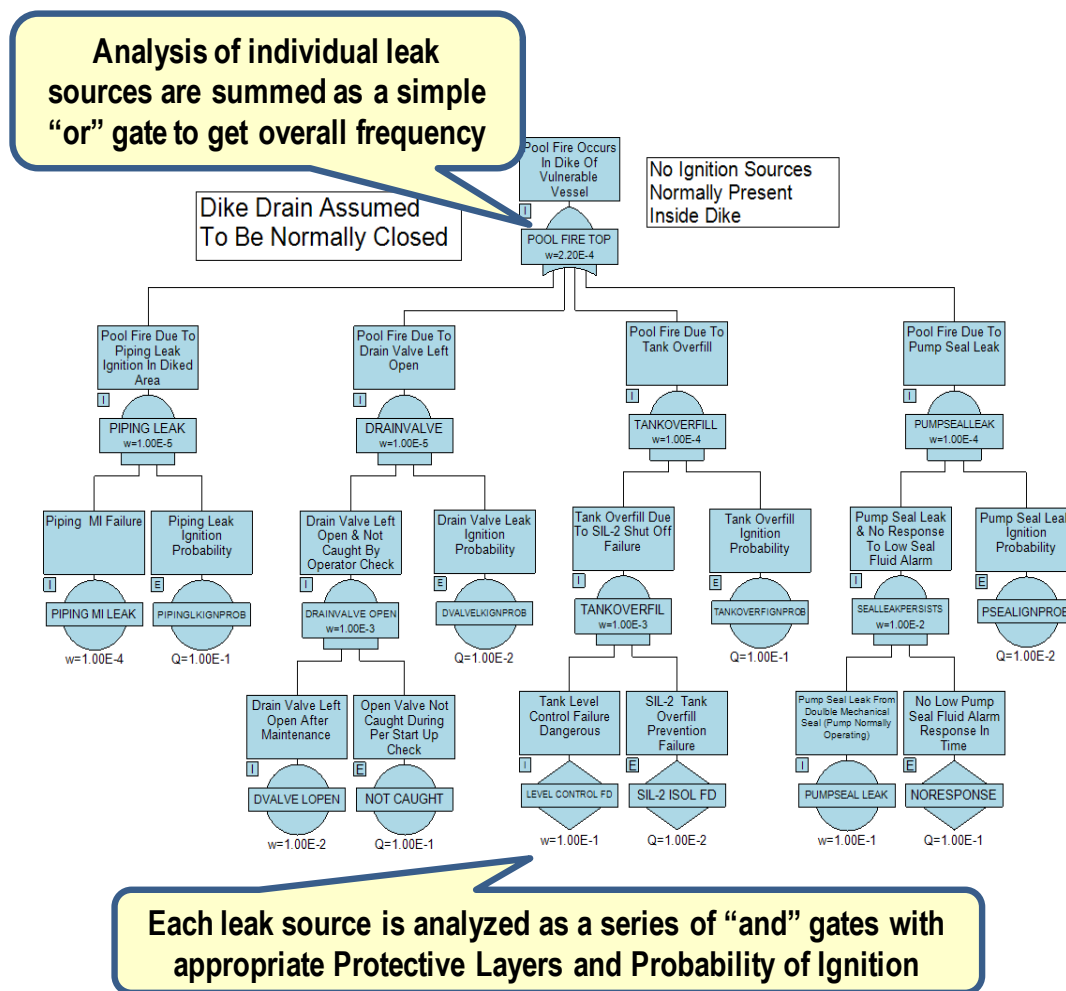 Analysis of individual leak
sources are summed as a simple
“or” gate to get overall frequency
Pool Fire Occurs
In Dike Of
Vulnerable
Vessel
I
POOL FIRE TOP
w=2.20E-4
No Ignition Sources
Normally Present
Inside Dike
Dike Drain Assumed
To Be Normally Closed
Pool Fire Due To
Piping Leak
Ignition In Diked
Area
I
PIPING LEAK
w=1.00E-5
Pool Fire Due To
Drain Valve Left
Open
I
DRAINVALVE
w=1.00E-5
Pool Fire Due To
Tank Overfill
I
TANKOVERFILL
w=1.00E-4
Pool Fire Due To
Pump Seal Leak
I
PUMPSEALLEAK
w=1.00E-4
Piping MI Failure
I
PIPING MI LEAK
w=1.00E-4
Piping Leak
Ignition
Probability
E
PIPINGLKIGNPROB
Q=1.00E-1
Drain Valve Left
Open & Not
Caught By
Operator Check
I
DRAINVALVE OPEN
w=1.00E-3
Drain Valve Leak
Ignition
Probability
E
DVALVELKIGNPROB
Q=1.00E-2
Tank Overfill Due
To SIL-2 Shut Off
Failure
I
TANKOVERFIL
w=1.00E-3
Tank Overfill
Ignition
Probability
E
TANKOVERFIGNPROB
Q=1.00E-1
Pump Seal Leak
& No Response
To Low Seal
Fluid Alarm
I
SEALLEAKPERSISTS
w=1.00E-2
Pump Seal Leak
Ignition
Probability
E
PSEALIGNPROB
Q=1.00E-2
Drain Valve Left
Open After
Maintenance
I
DVALVE LOPEN
w=1.00E-2
Open Valve Not
Caught During
Per Start Up
Check
E
NOT CAUGHT
Q=1.00E-1
Tank Level
Control Failure
Dangerous
I
LEVEL CONTROL FD
w=1.00E-1
SIL-2 Tank
Overfill
Prevention
Failure
E
SIL-2 ISOL FD
Q=1.00E-2
Pump Seal Leak From
Doulble Mechanical
Seal (Pump Normally
Operating)
I
PUMPSEAL LEAK
w=1.00E-1
No Low Pump
Seal Fluid Alarm
Response In
Time
E
NORESPONSE
Q=1.00E-1
Each leak source is analyzed as a series of “and” gates with
appropriate Protective Layers and Probability of Ignition